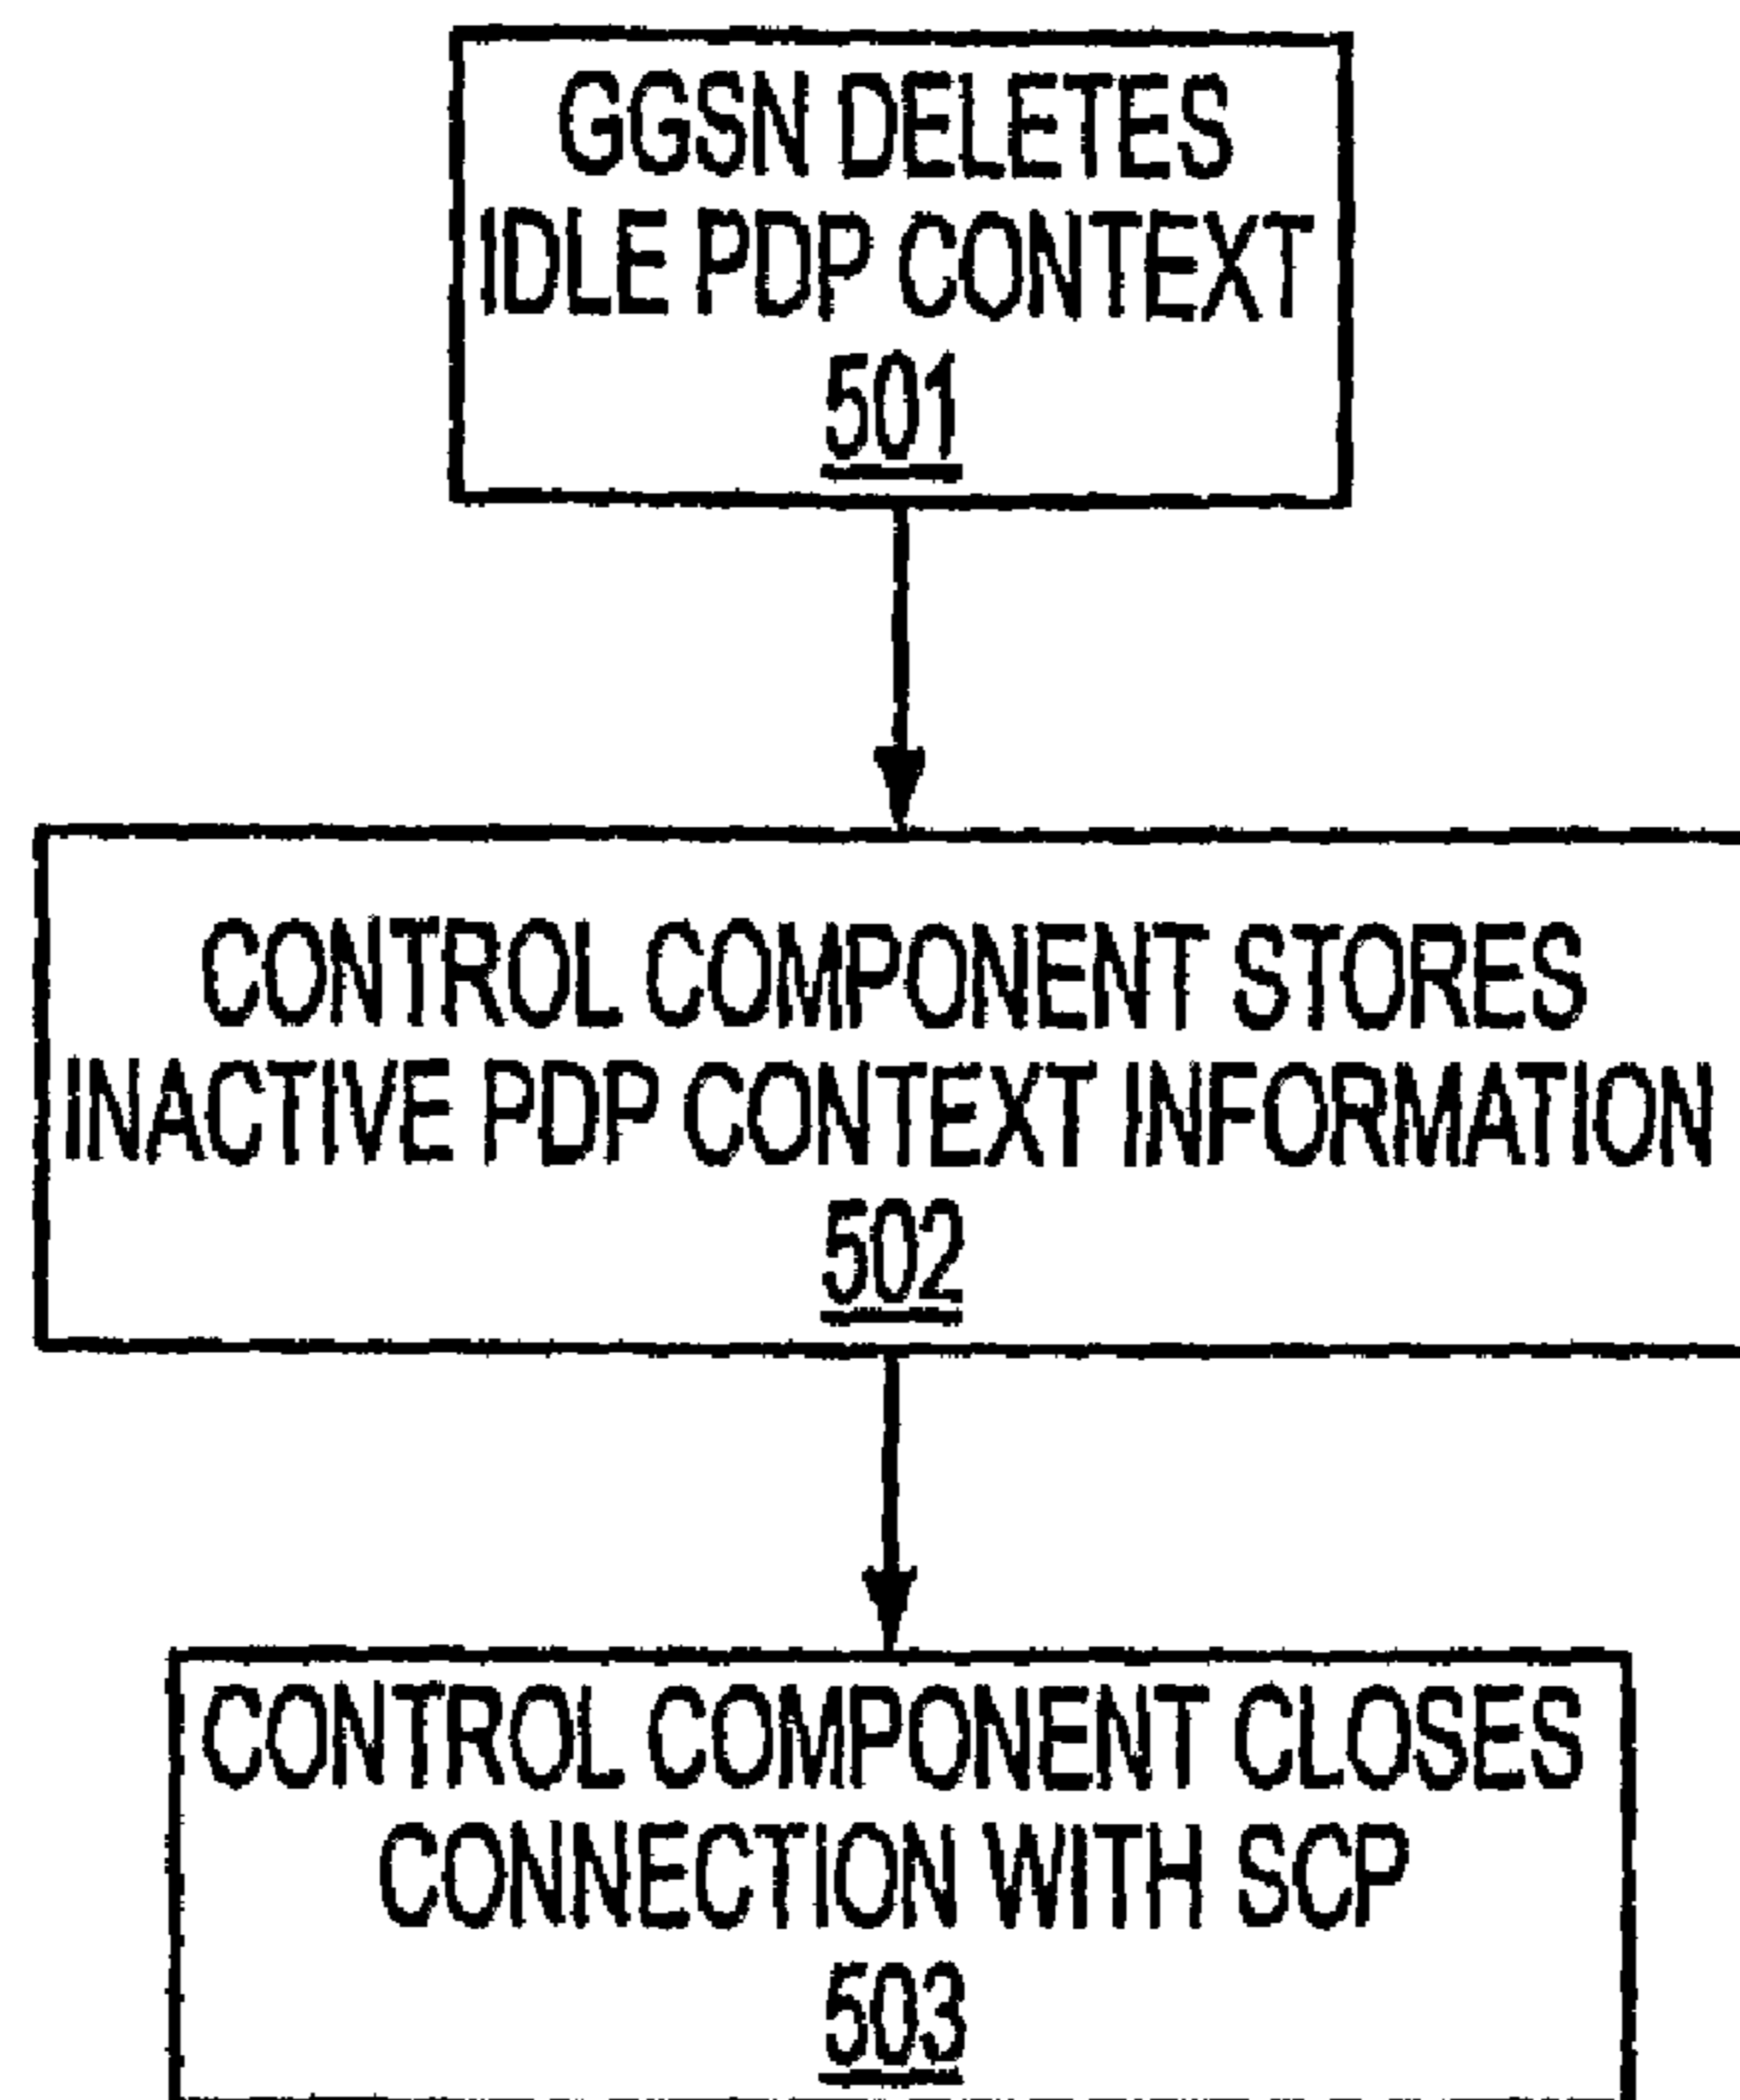 GGSN DELETES
IDLE PDP CONTEXT
501
CONTROL COMPONENT STORES
INACTIVE PDP CONTEXT INFORMATION
502
CONTROL COMPONENT CLOSES
CONNECTION WITH SCP
503